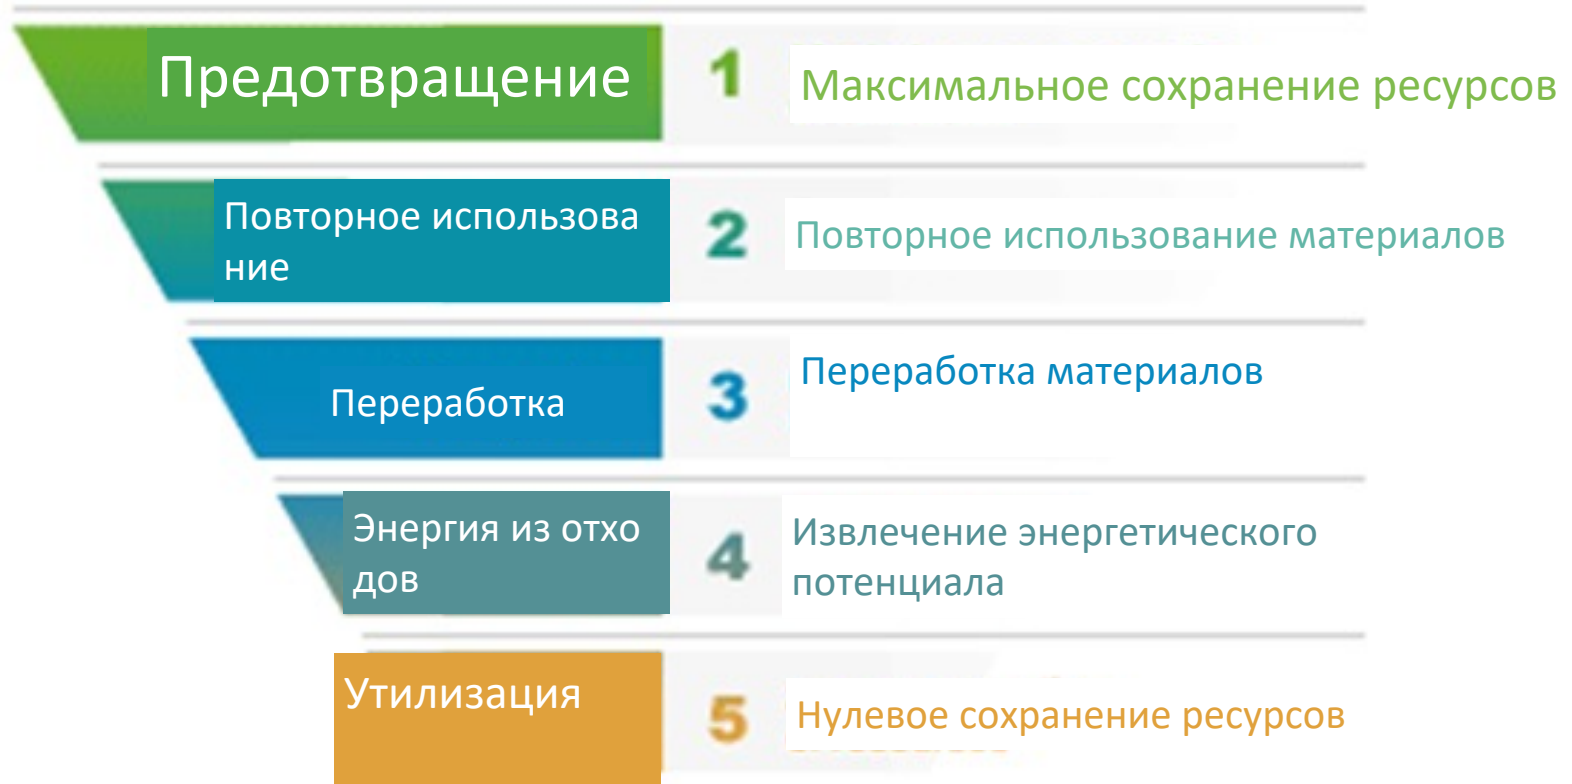 Предотвращение
1
Максимальное сохранение ресурсов
Повторное использова
ние
2
Повторное использование материалов
Переработка
3
Переработка материалов
Энергия из отхо
дов
4
Извлечение энергетического
потенциала
Утилизация
5
Нулевое сохранение ресурсов